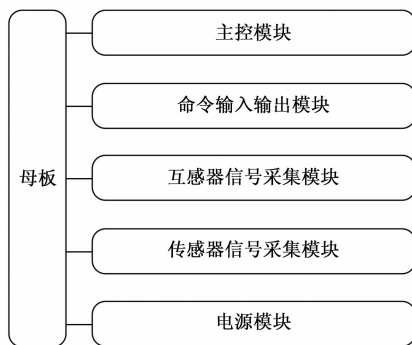 主控模块
命令输入输出模块
母板
互感器信号采集模块
传感器信号采集模块
电源模块